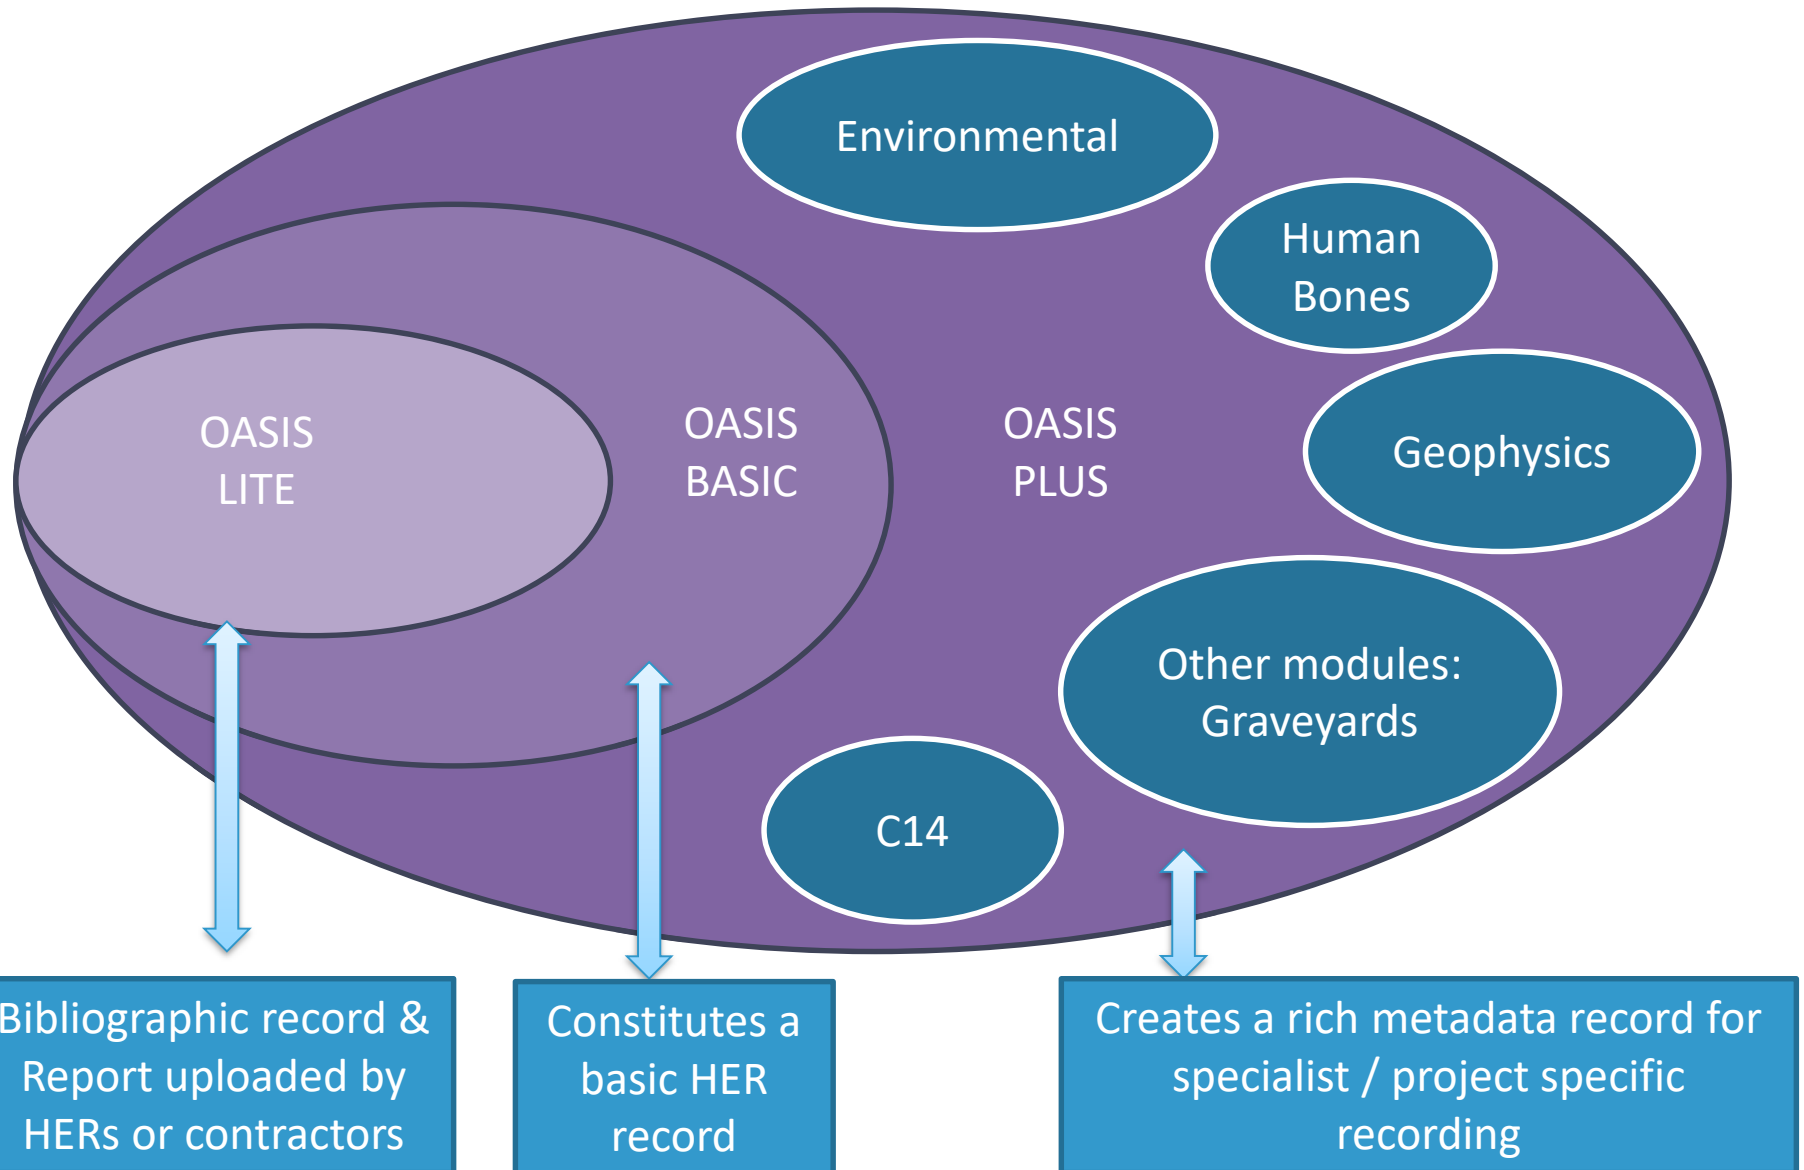 Environmental
Human
Bones
OASIS
LITE
OASIS
BASIC
OASIS
PLUS
Geophysics
Other modules:
Graveyards
C14
Bibliographic record &
Report uploaded by
HERs or contractors
Constitutes a
basic HER
record
Creates a rich metadata record for
specialist / project specific
recording